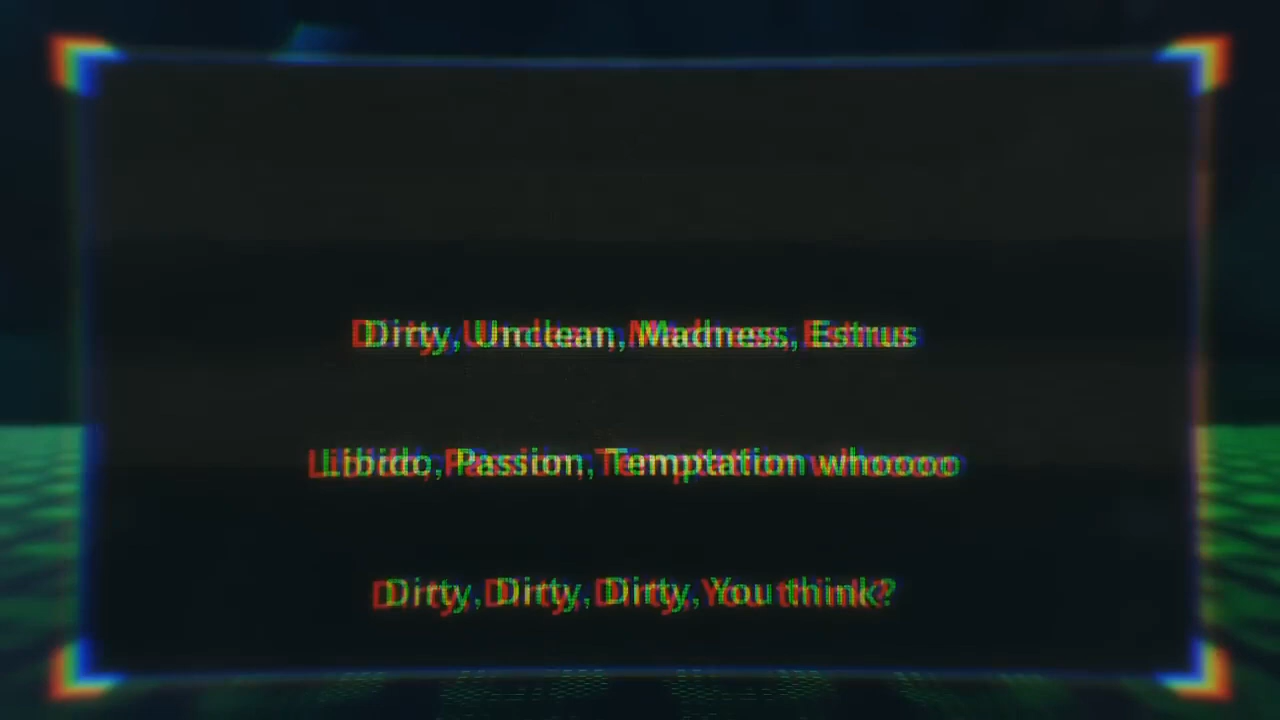 Dirty, Unclean, Madness, Estrus
Libido, Passion, Temptation whoooo
Dirty, Dirty, Dirty, You think?